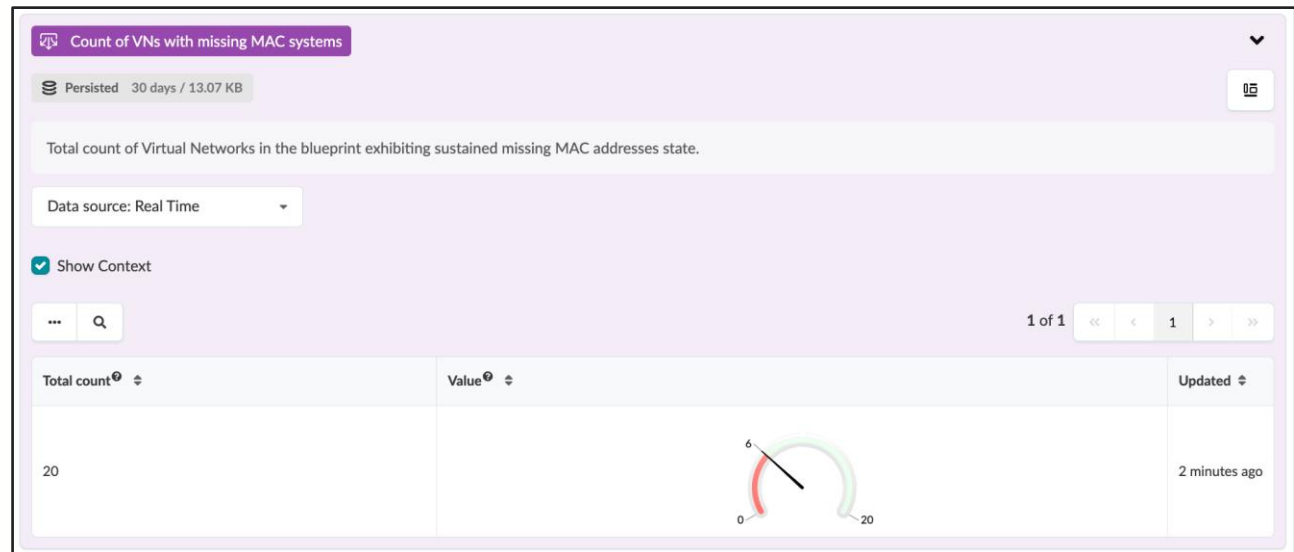 Count of VNs with missing MAC systems
Persisted 30 days / 13.07 KB
Total count of Virtual Networks in the blueprint exhibiting sustained missing MAC addresses state.
Data source: Real Time
Show Context
1 of 1 « < 1 > »
Total count Value Updated
6
20 2 minutes ago
0 20